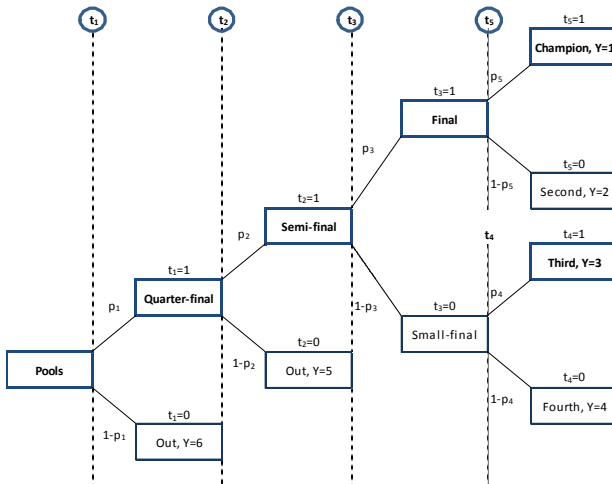 t1 t2 t3 t5
t5=1
Champion, Y=1
p5
t3=1
Final
p3
t5=0
1-p5
Second, Y=2
t2=1
Semi-final
p2
t4
t4=1
Third, Y=3
p4
t1=1
Quarter-final
p1
1-p3
t3=0
Small-final
t2=0
Out, Y=5
1-p2
Pools
t4=0
Fourth, Y=4
1-p4
t1=0
Out, Y=6
1-p1